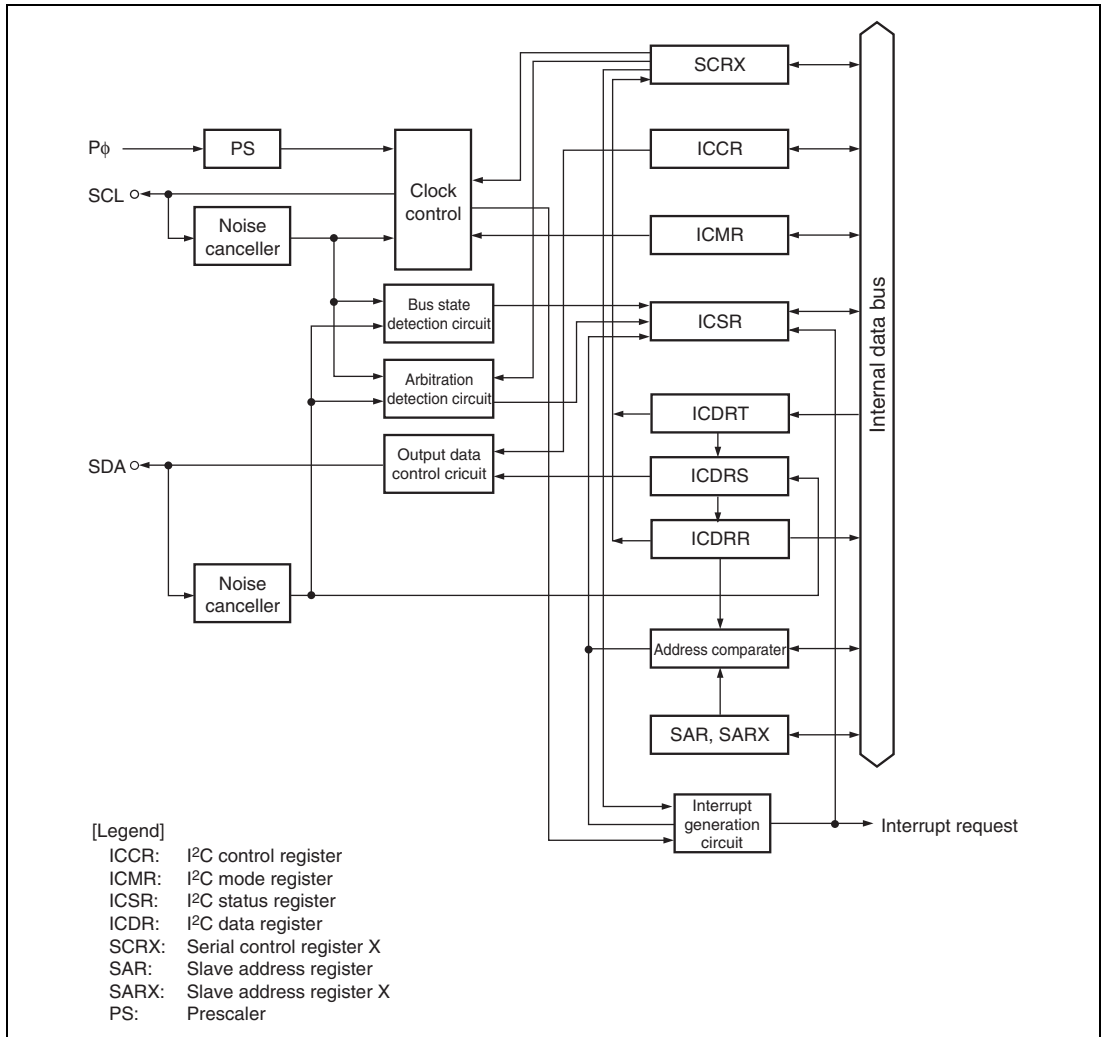 SCRX
Pϕ
PS
ICCR
Clock
control
SCL
Noise
canceller
ICMR
Bus state
detection circuit
ICSR
Internal data bus
Arbitration
detection circuit
ICDRT
Output data
control cricuit
SDA
ICDRS
ICDRR
Noise
canceller
Address comparater
SAR, SARX
Interrupt
generation
circuit
Interrupt request
[Legend]
ICCR: I²C control register
ICMR: I²C mode register
ICSR: I²C status register
ICDR: I²C data register
SCRX: Serial control register X
SAR: Slave address register
SARX: Slave address register X
PS: Prescaler